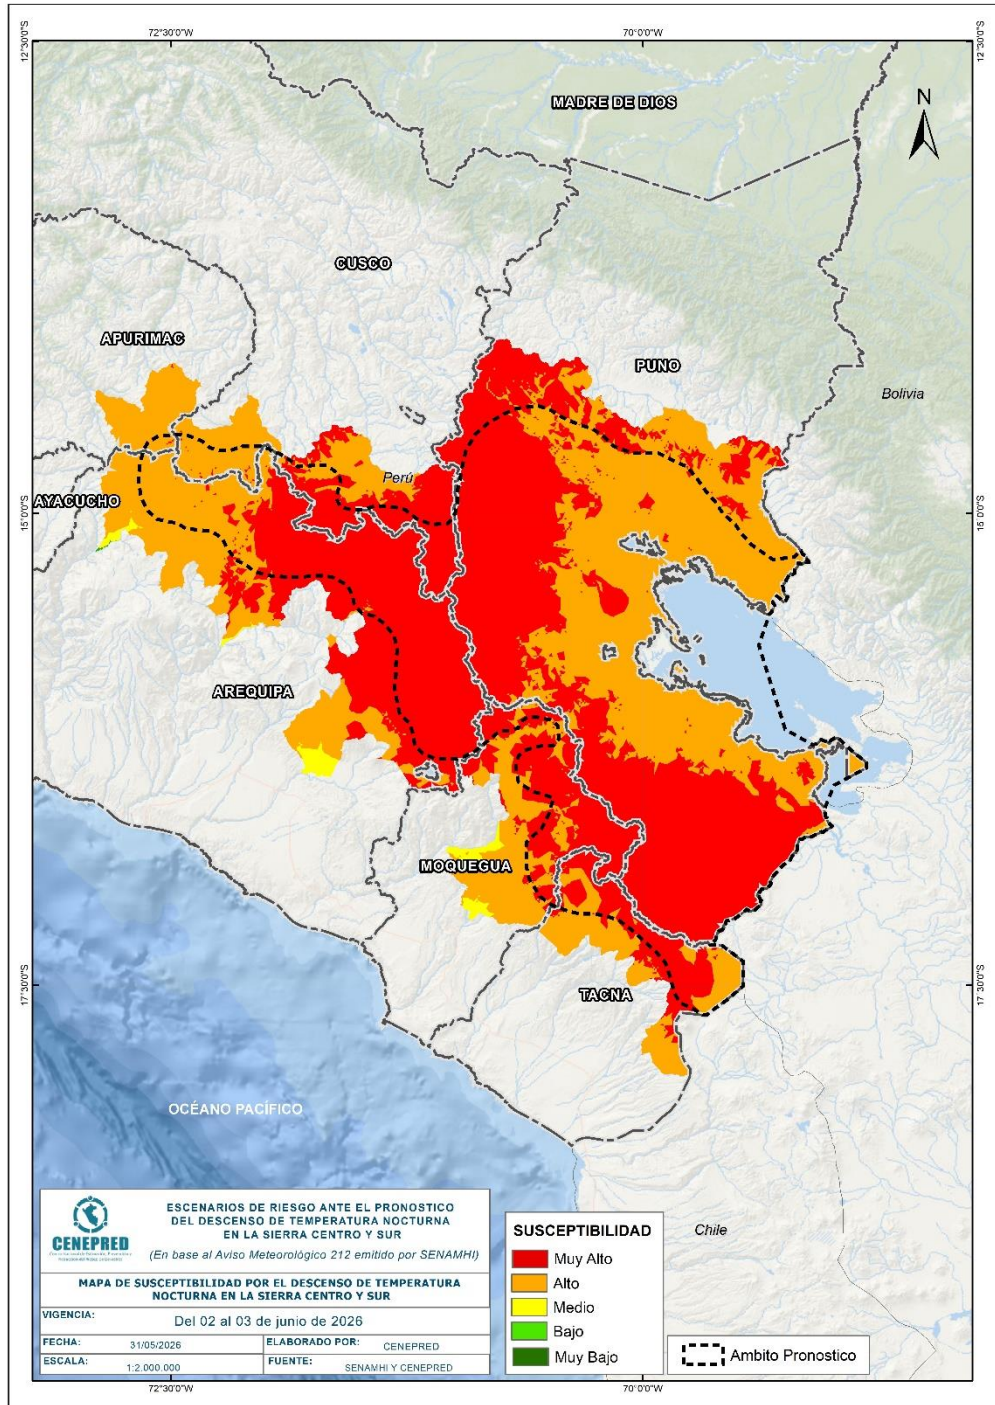 72°30'0"W
70°0'0"W
12°30'0"S
12°30'0"S
MADRE DE DIOS
N
CUSCO
APURIMAC
PUNO
Bolivia
Perú
AYACUCHO
15°0'0"S
15°0'0"S
AREQUIPA
MOQUEGUA
17°30'0"S
17°30'0"S
TACNA
OCÉANO PACÍFICO
Chile
CENEPRED
ESCENARIOS DE RIESGO ANTE EL PRONOSTICO
DEL DESCENSO DE TEMPERATURA NOCTURNA
EN LA SIERRA CENTRO Y SUR
(En base al Aviso Meteorológico 212 emitido por SENAMHI)
MAPA DE SUSCEPTIBILIDAD POR EL DESCENSO DE TEMPERATURA
NOCTURNA EN LA SIERRA CENTRO Y SUR
VIGENCIA: Del 02 al 03 de junio de 2026
FECHA: 31/05/2026 ELABORADO POR: CENEPRED
ESCALA: 1:2.000.000 FUENTE: SENAMHI Y CENEPRED
SUSCEPTIBILIDAD
Muy Alto
Alto
Medio
Bajo
Muy Bajo
Ambito Pronostico
72°30'0"W
70°0'0"W